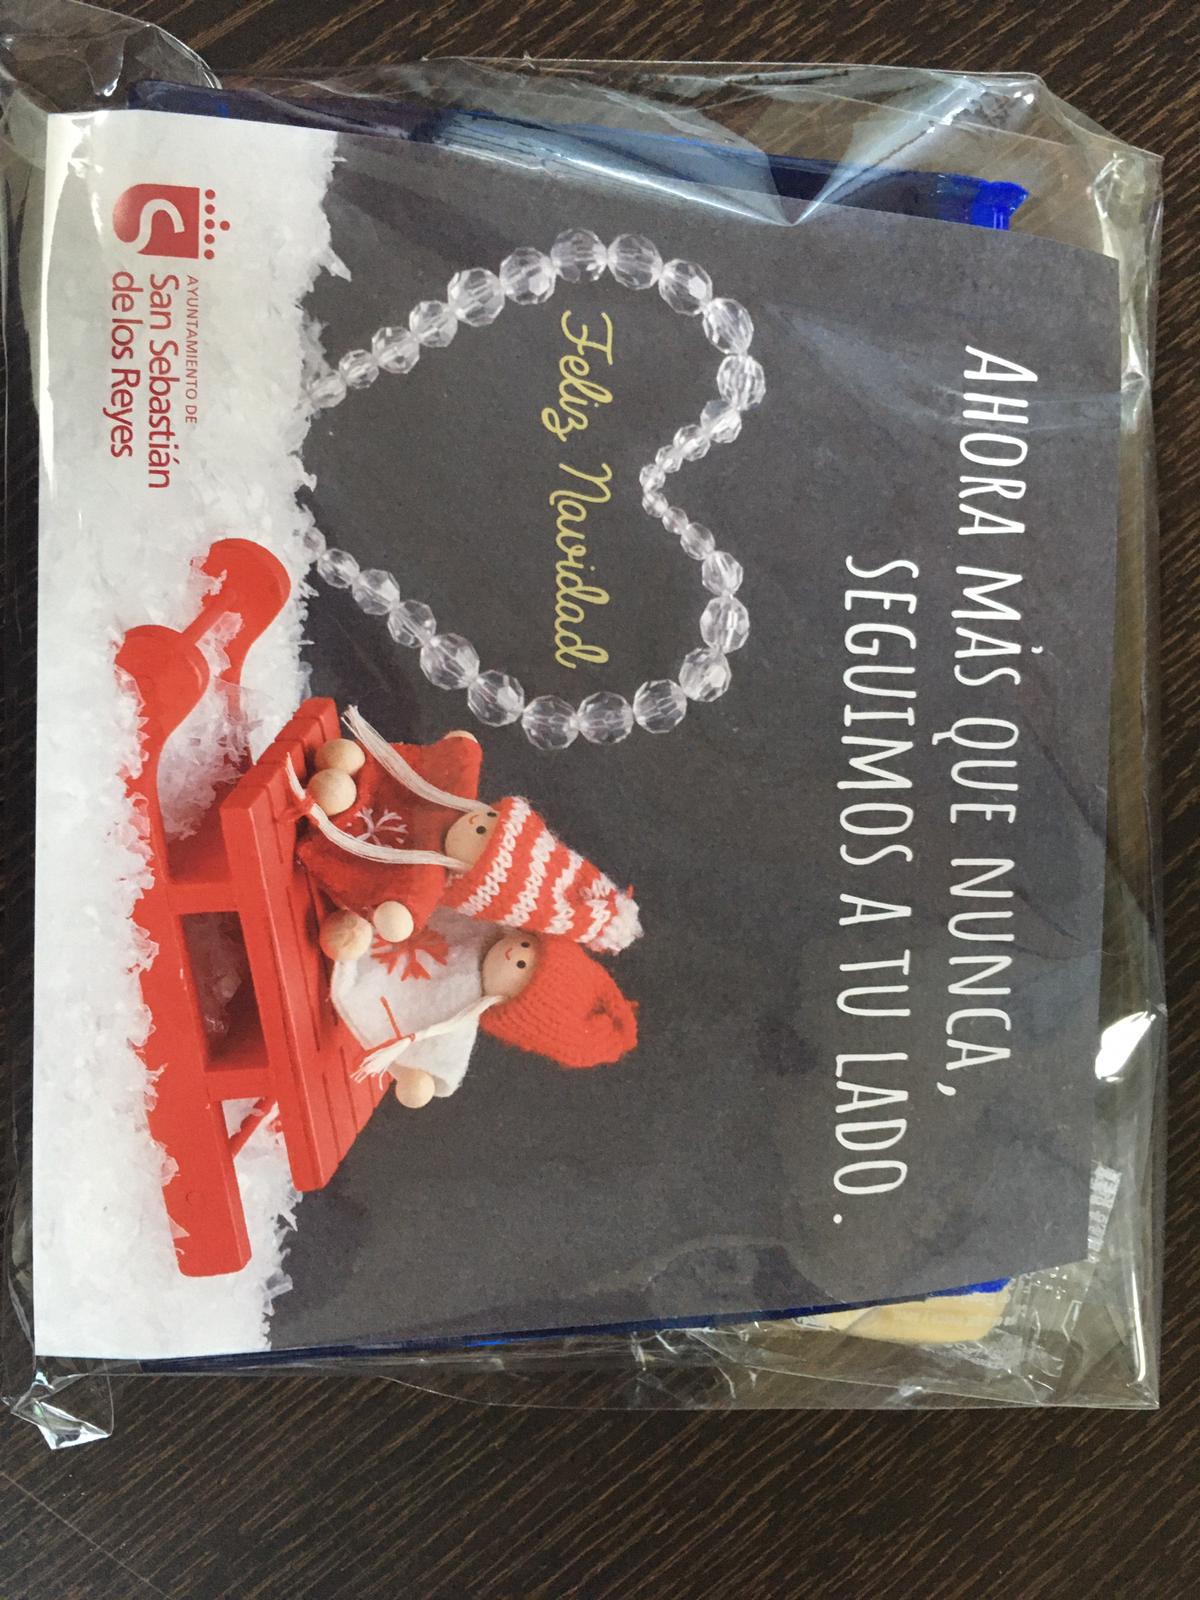 AHORA MÁS QUE NUNCA,
SEGUIMOS A TU LADO.
Feliz Navidad
AYUNTAMIENTO DE
San Sebastián
de los Reyes